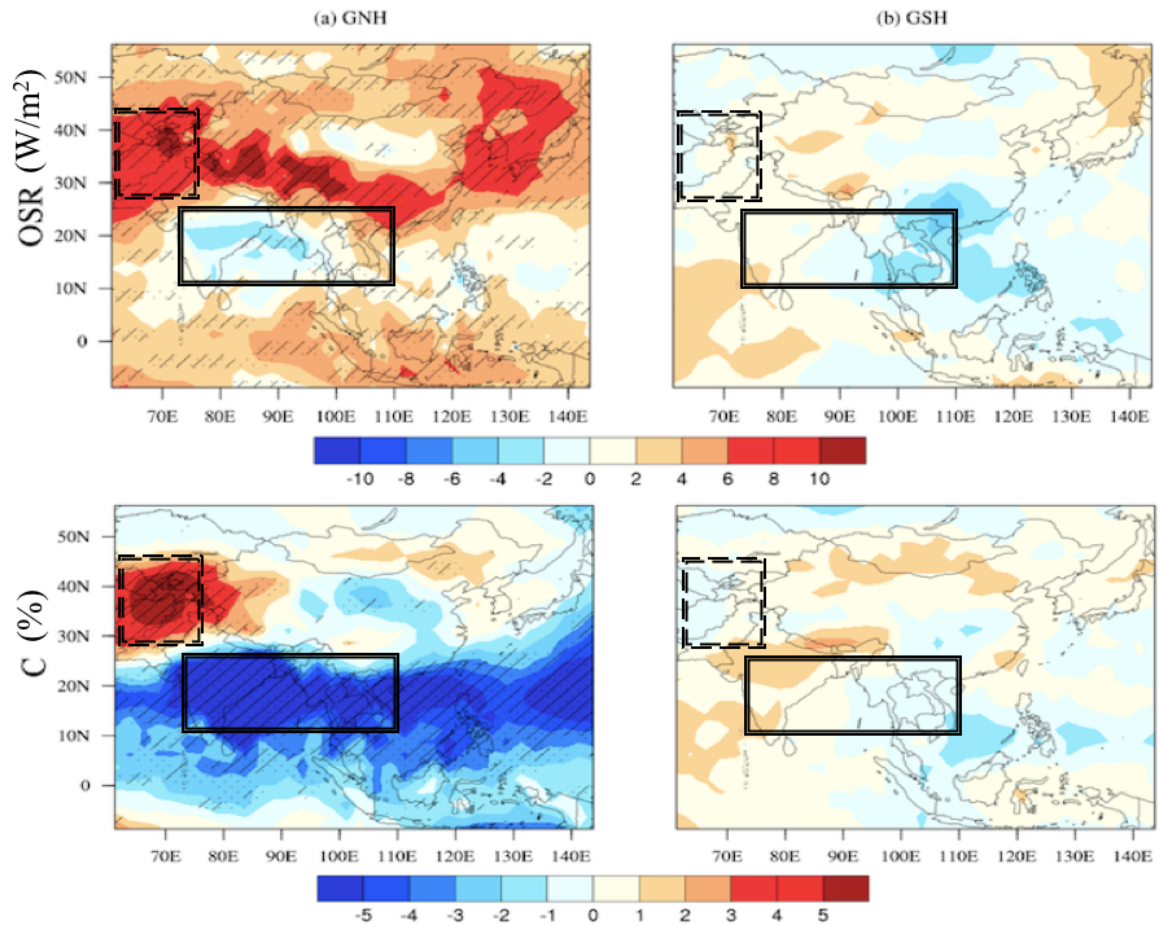 (a) GNH (b) GSH
OSR (W/m²)
50N
40N
30N
20N
10N
0
70E 80E 90E 100E 110E 120E 130E 140E
70E 80E 90E 100E 110E 120E 130E 140E
-10 -8 -6 -4 -2 0 2 4 6 8 10
C (%)
50N
40N
30N
20N
10N
0
70E 80E 90E 100E 110E 120E 130E 140E
70E 80E 90E 100E 110E 120E 130E 140E
-5 -4 -3 -2 -1 0 1 2 3 4 5